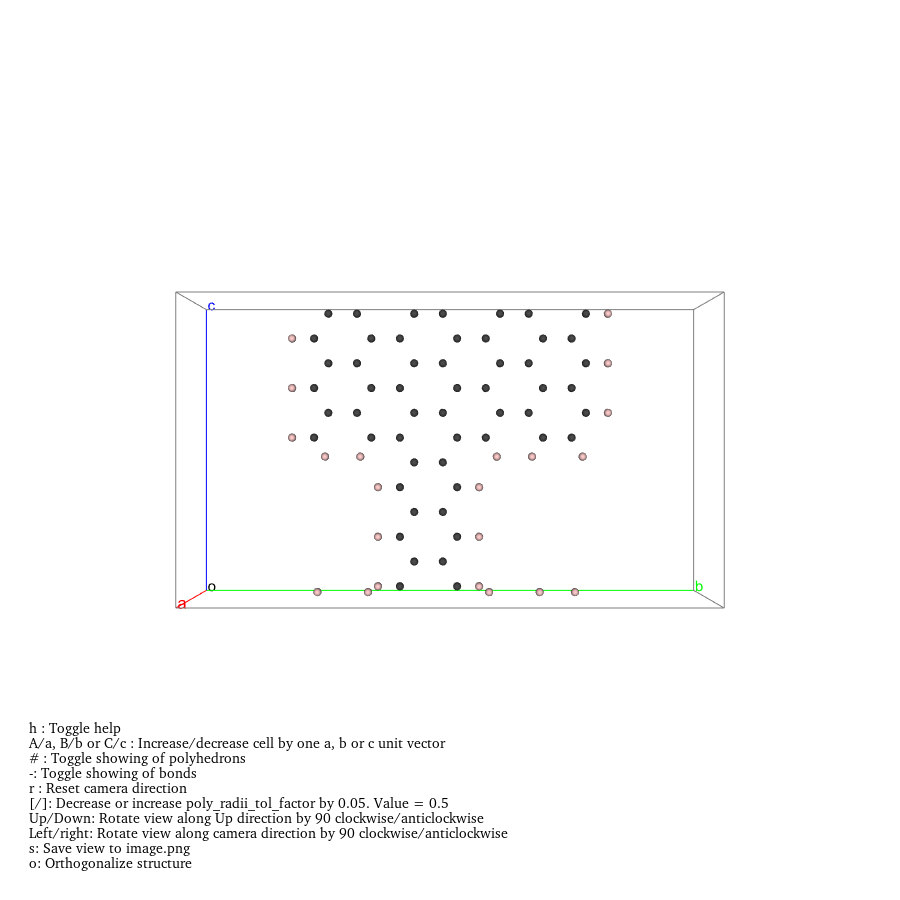 c
o
b
a
h : Toggle help
A/a, B/b or C/c : Increase/decrease cell by one a, b or c unit vector
# : Toggle showing of polyhedrons
-: Toggle showing of bonds
r : Reset camera direction
[/]: Decrease or increase poly_radii_tol_factor by 0.05. Value = 0.5
Up/Down: Rotate view along Up direction by 90 clockwise/anticlockwise
Left/right: Rotate view along camera direction by 90 clockwise/anticlockwise
s: Save view to image.png
o: Orthogonalize structure